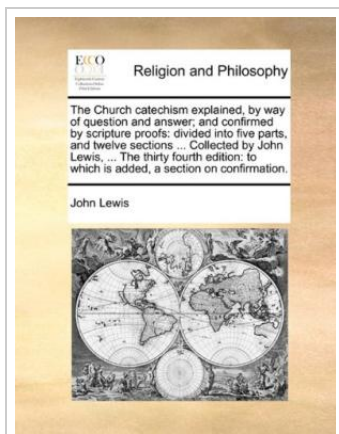 ECCO
Religion and Philosophy
The Church catechism explained, by way
of question and answer; and confirmed
by scripture proofs: divided into five parts,
and twelve sections ... Collected by John
Lewis, ... The thirty fourth edition: to
which is added, a section on confirmation.
John Lewis